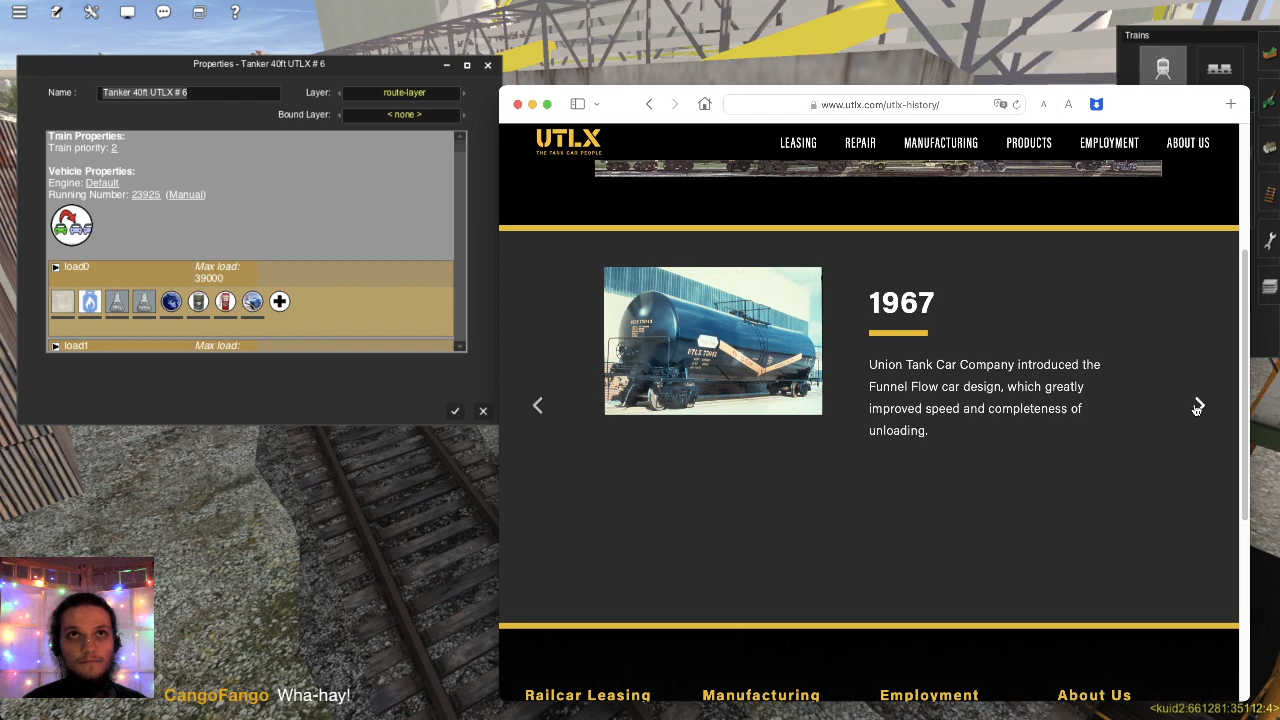 Properties - Tanker 40ft UTLX # 6
Name : Tanker 40ft UTLX # 6
Layer: route-layer
Bound Layer: < none >
Train Properties:
Train priority: 2
Vehicle Properties:
Engine: Default
Running Number: 23925 (Manual)
load0 Max load:
39000
load1 Max load:
Trains
www.utlx.com/utlx-history/
A A
UTLX
THE TANK CAR PEOPLE
LEASING REPAIR MANUFACTURING PRODUCTS EMPLOYMENT ABOUT US
1967
Union Tank Car Company introduced the
Funnel Flow car design, which greatly
improved speed and completeness of
unloading.
Railcar Leasing Manufacturing Employment About Us
CangoFango Wha-hay!
<kuid2:661281:35112:4>